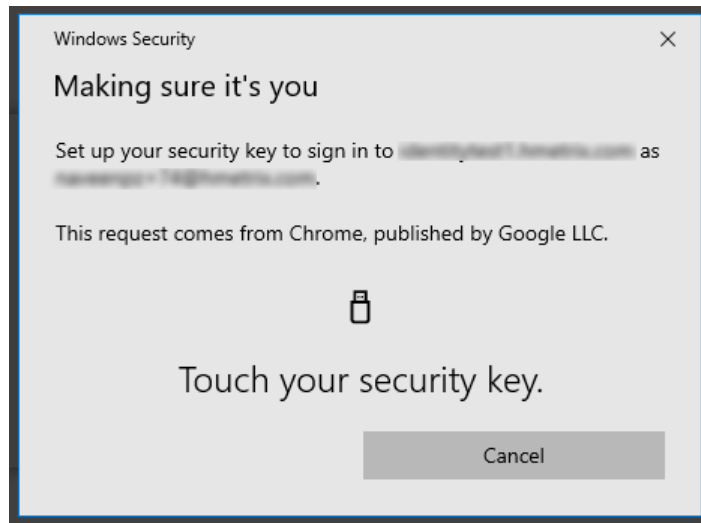 Windows Security
Making sure it's you
Set up your security key to sign in to as
.
This request comes from Chrome, published by Google LLC.
Touch your security key.
Cancel